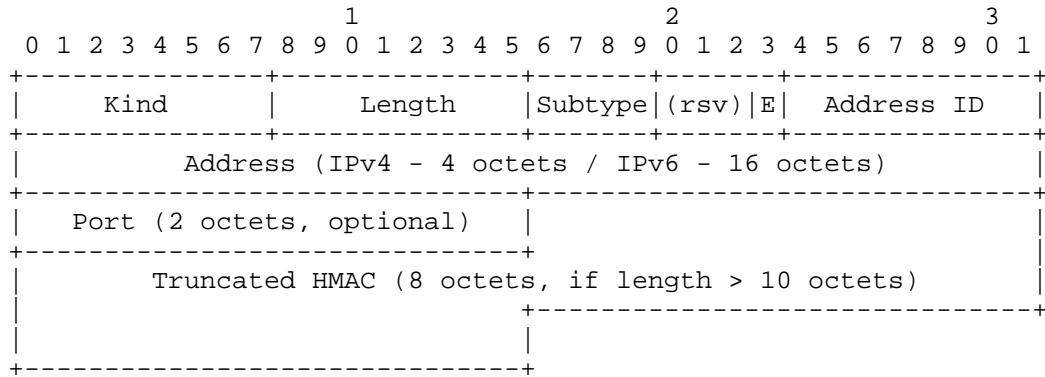 1                   2                   3
 0 1 2 3 4 5 6 7 8 9 0 1 2 3 4 5 6 7 8 9 0 1 2 3 4 5 6 7 8 9 0 1
+---------------+---------------+-------+-------+---------------+
|     Kind      |     Length    |Subtype|(rsv)|E|  Address ID   |
+---------------+---------------+-------+-------+---------------+
|          Address (IPv4 - 4 octets / IPv6 - 16 octets)         |
+-------------------------------+-------------------------------+
|   Port (2 octets, optional)   |                               |
+-------------------------------+                               |
|        Truncated HMAC (8 octets, if length > 10 octets)       |
|                               +-------------------------------+
|                               |
+-------------------------------+